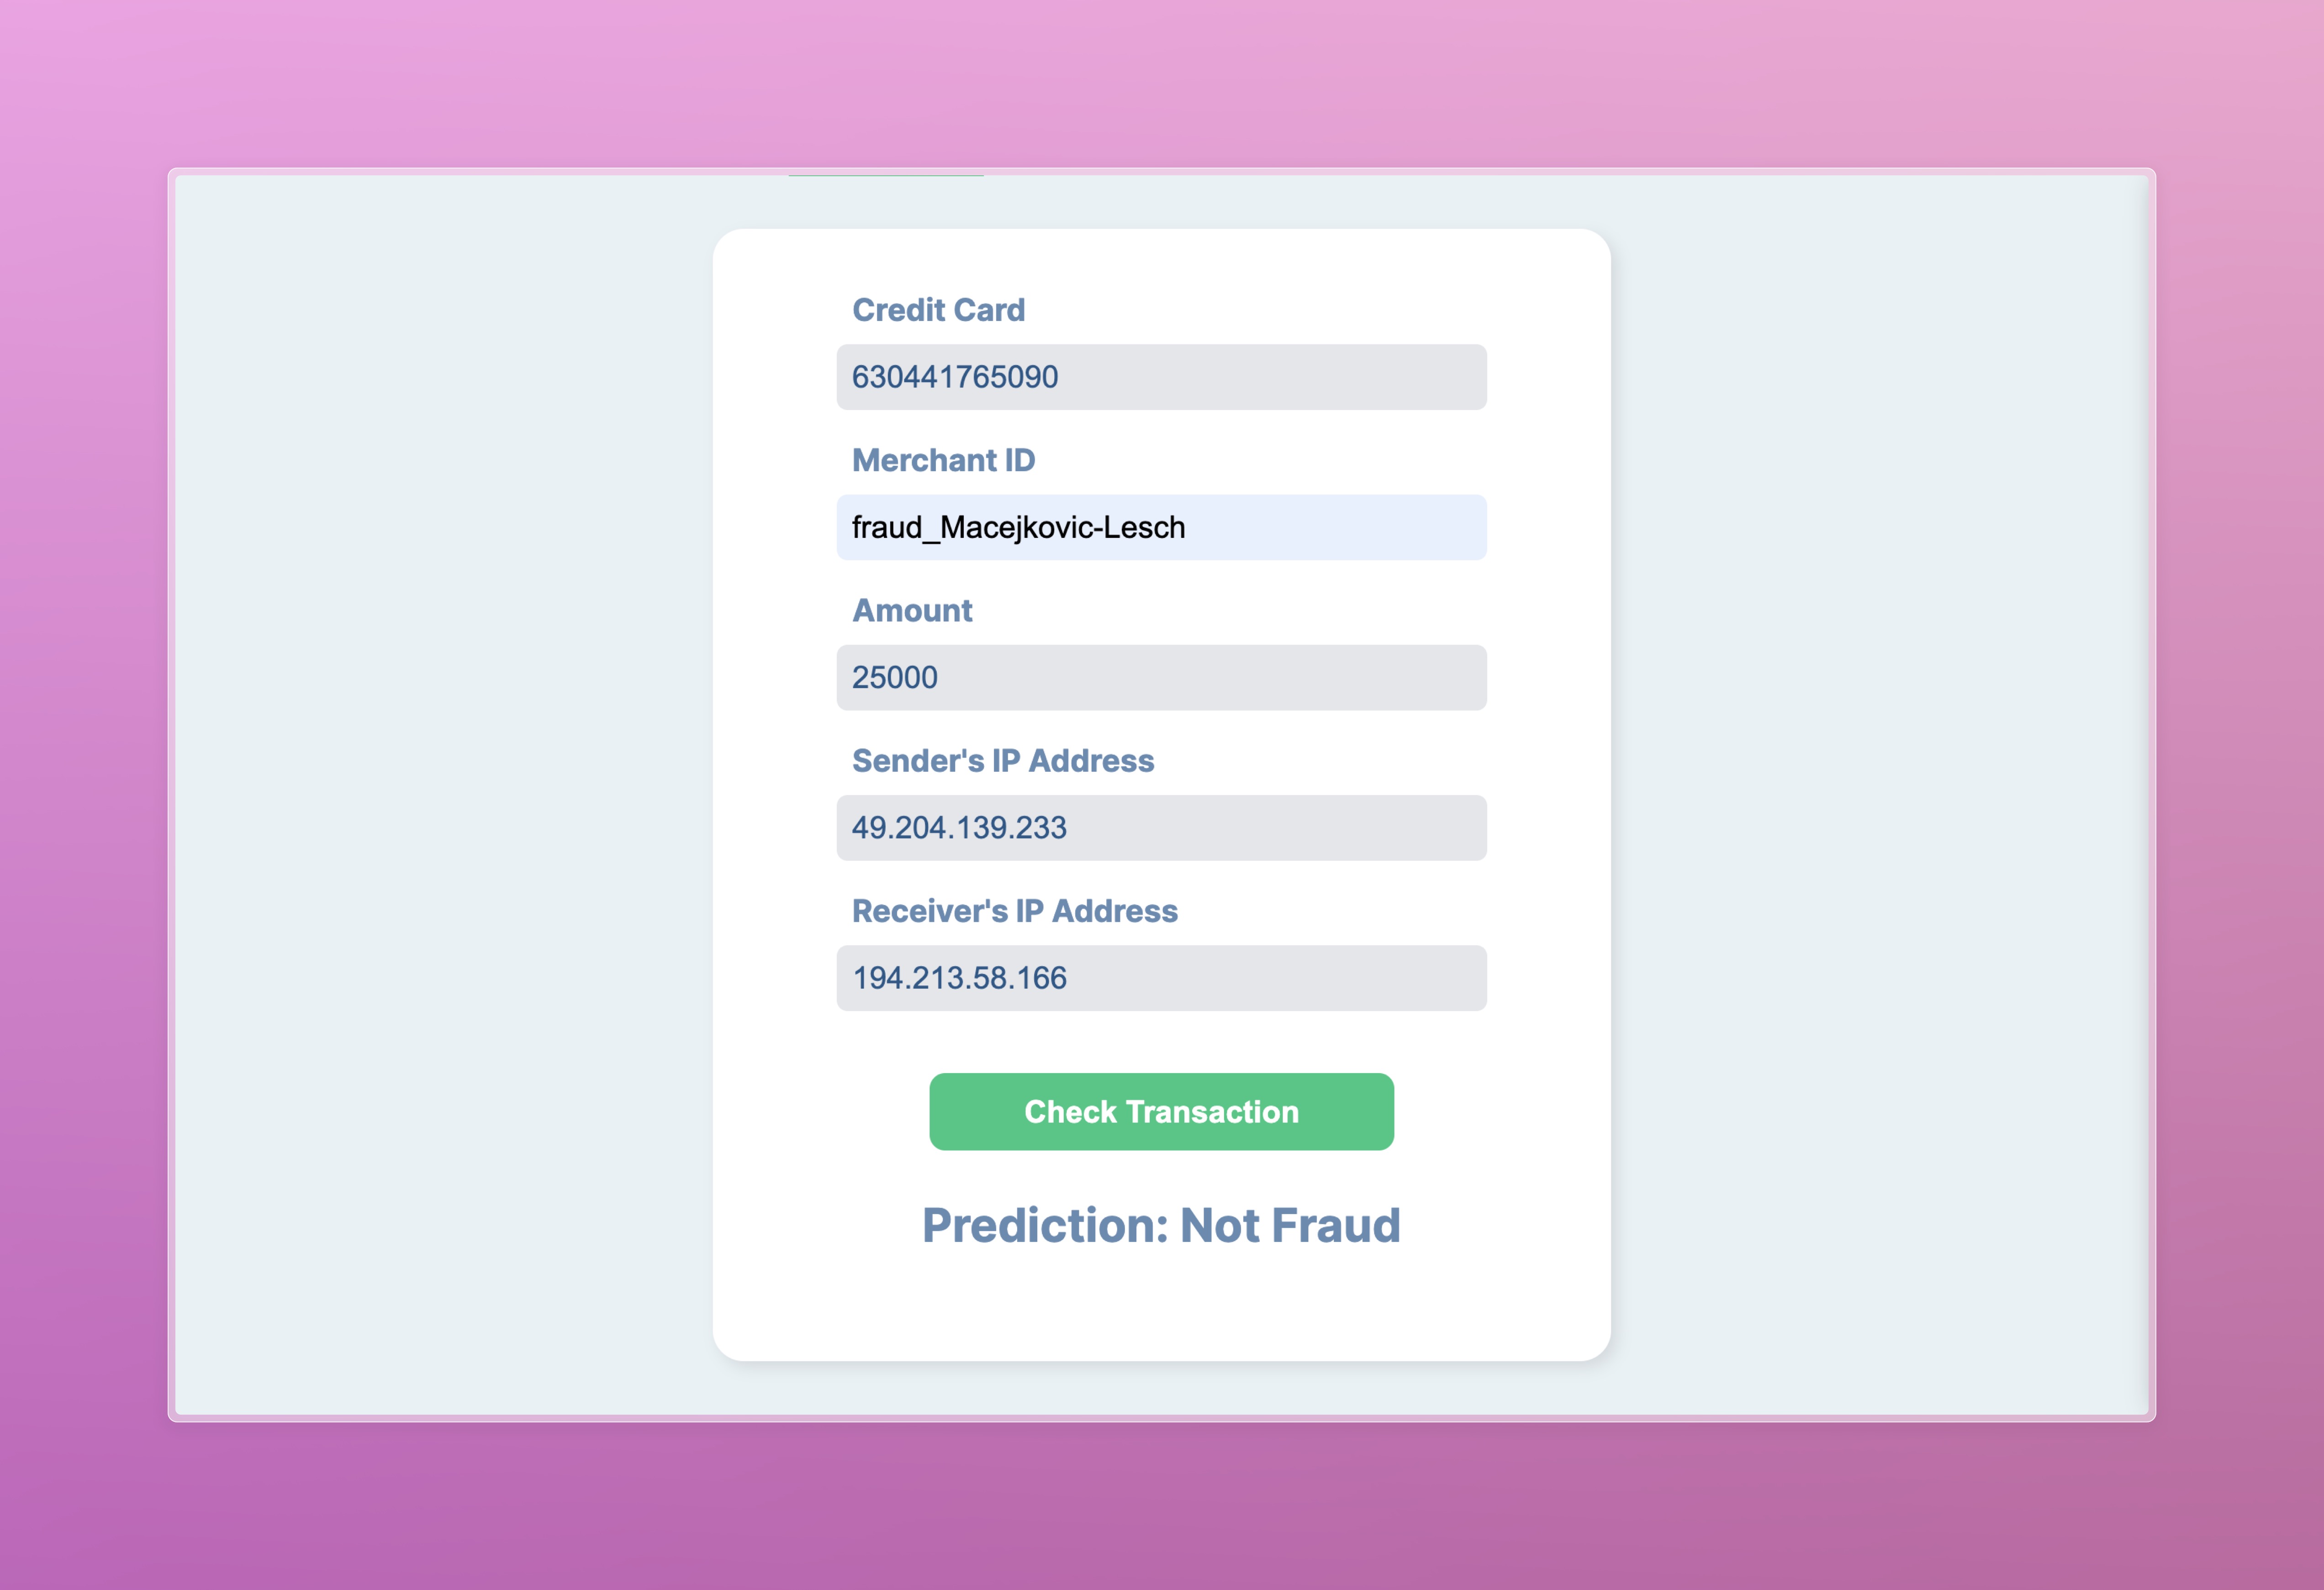 Credit Card
630441765090
Merchant ID
fraud_Macejkovic-Lesch
Amount
25000
Sender's IP Address
49.204.139.233
Receiver's IP Address
194.213.58.166
Check Transaction
Prediction: Not Fraud